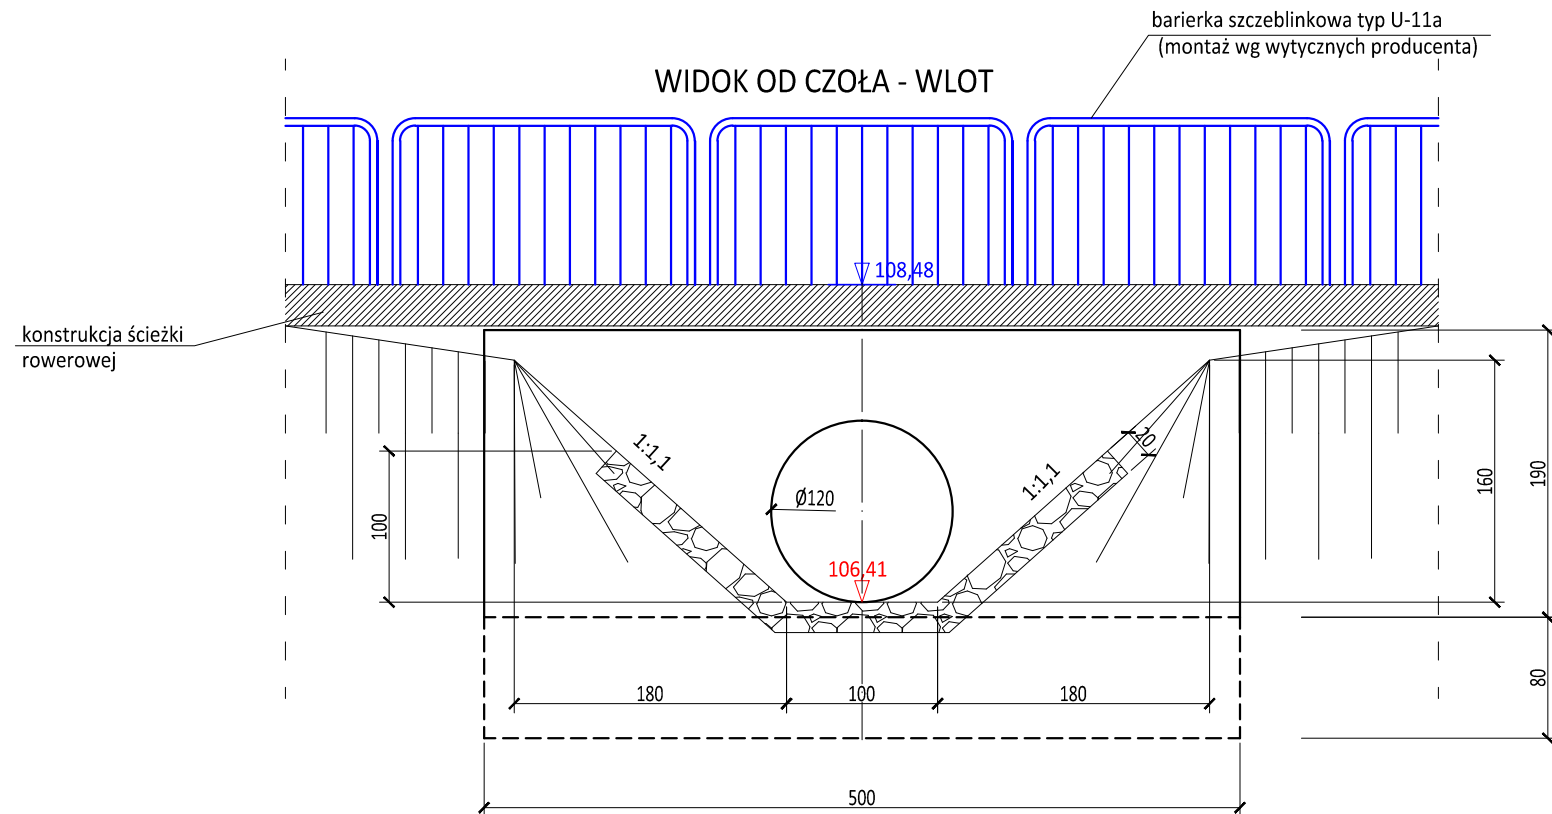 barierka szczeblinkowa typ U-11a
(montaż wg wytycznych producenta)
WIDOK OD CZOŁA - WLOT
108,48
konstrukcja ścieżki
rowerowej
1:1,1
20
1:1,1
160
190
Ø120
100
106,41
80
180
100
180
500